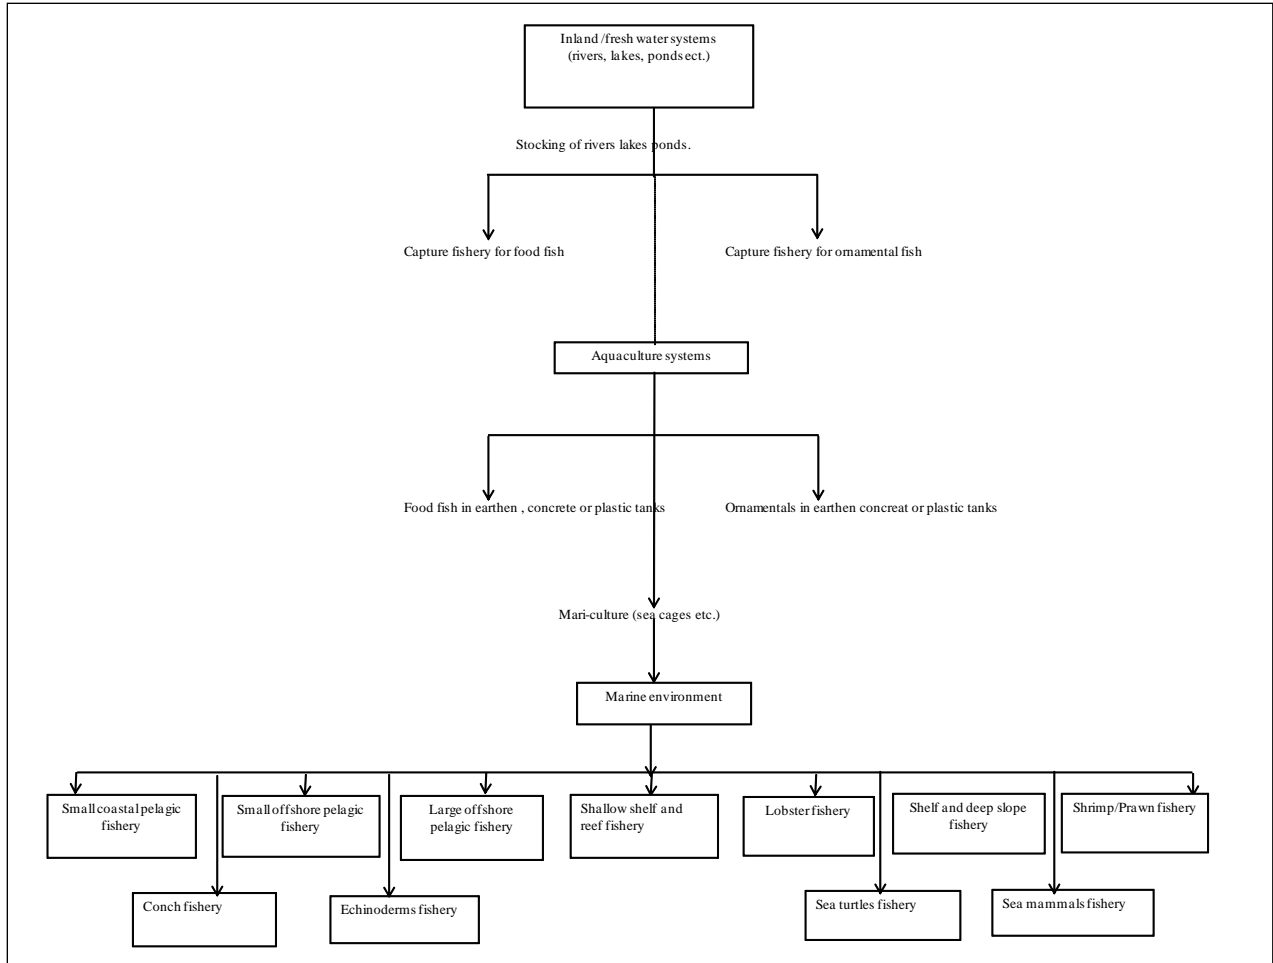 Inland /fresh water systems
(rivers, lakes, ponds ect.)
Stocking of rivers lakes ponds.
Capture fishery for food fish
Capture fishery for ornamental fish
Aquaculture systems
Food fish in earthen , concrete or plastic tanks
Ornamentals in earthen concreat or plastic tanks
Mari-culture (sea cages etc.)
Marine environment
Small coastal pelagic
fishery
Small offshore pelagic
fishery
Large offshore
pelagic fishery
Shallow shelf and
reef fishery
Lobster fishery
Shelf and deep slope
fishery
Shrimp/Prawn fishery
Conch fishery
Echinoderms fishery
Sea turtles fishery
Sea mammals fishery